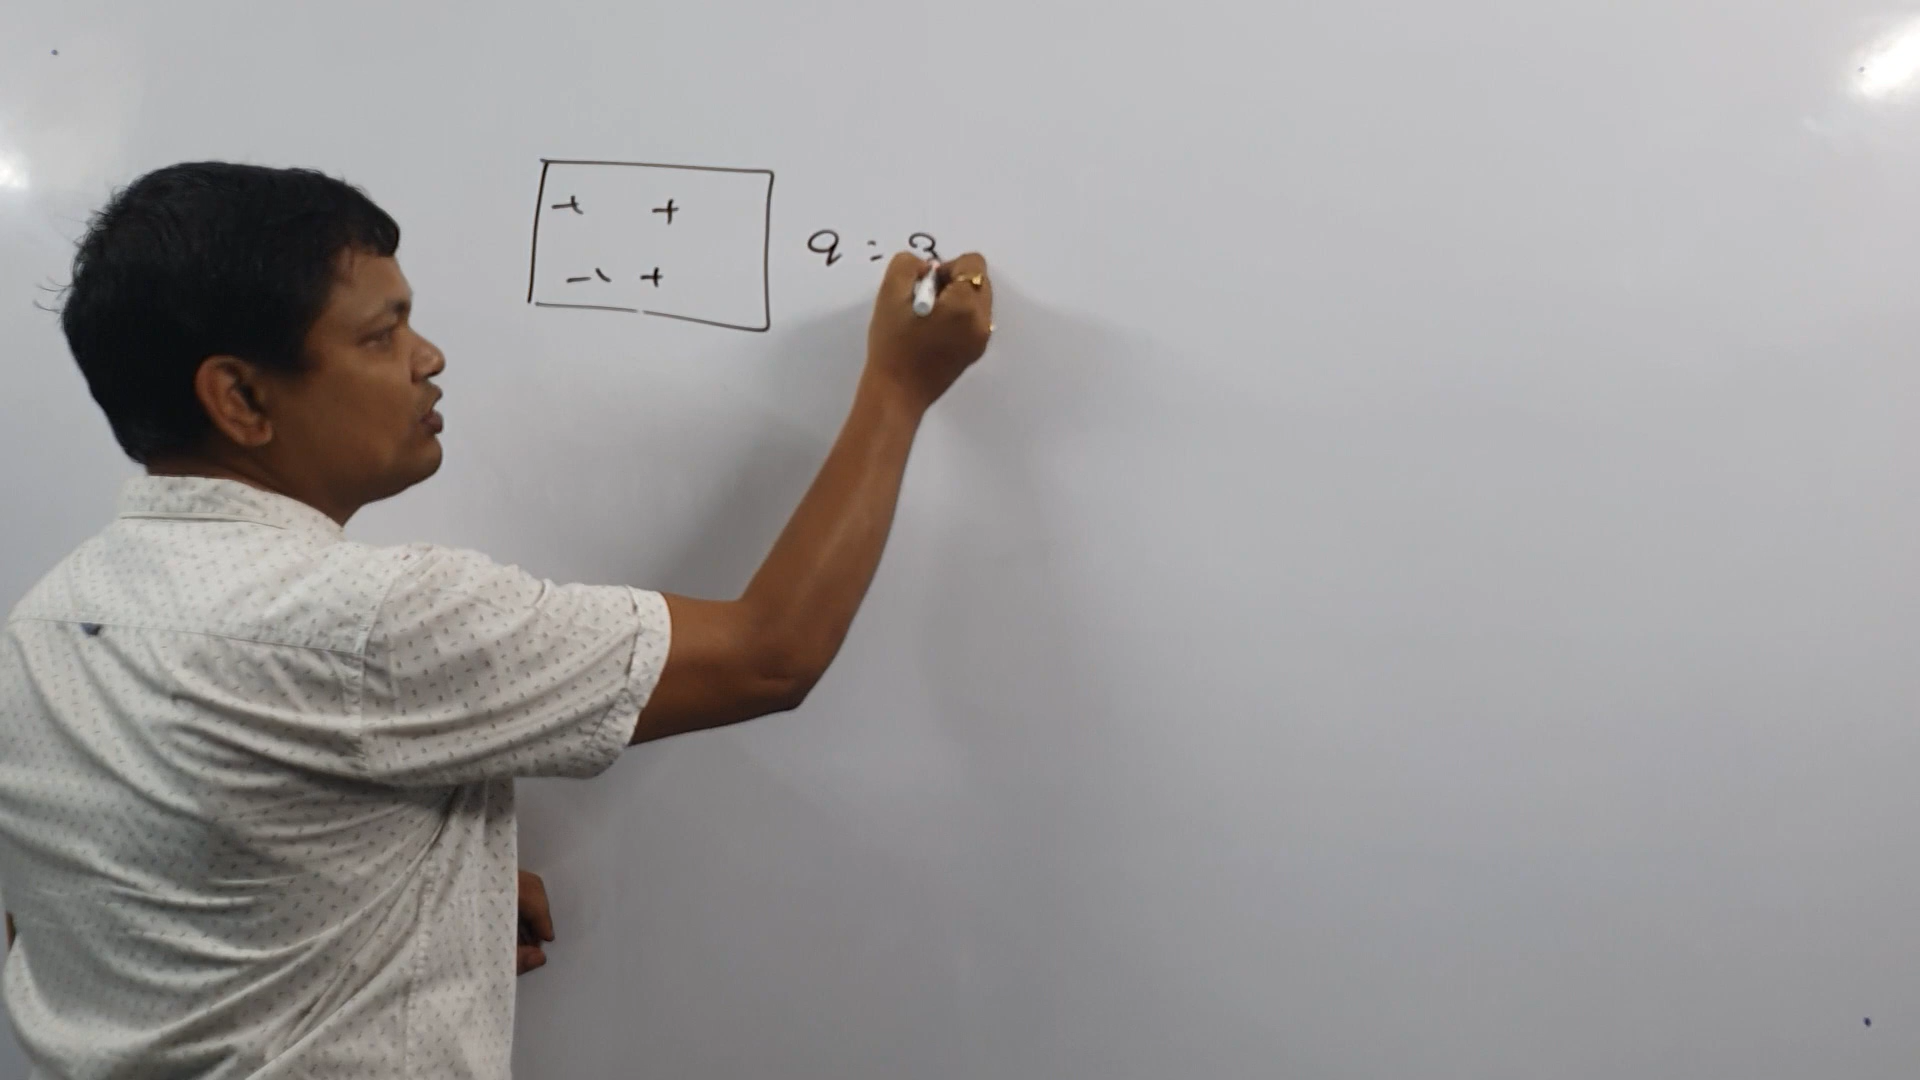 + +
- +
q = 3